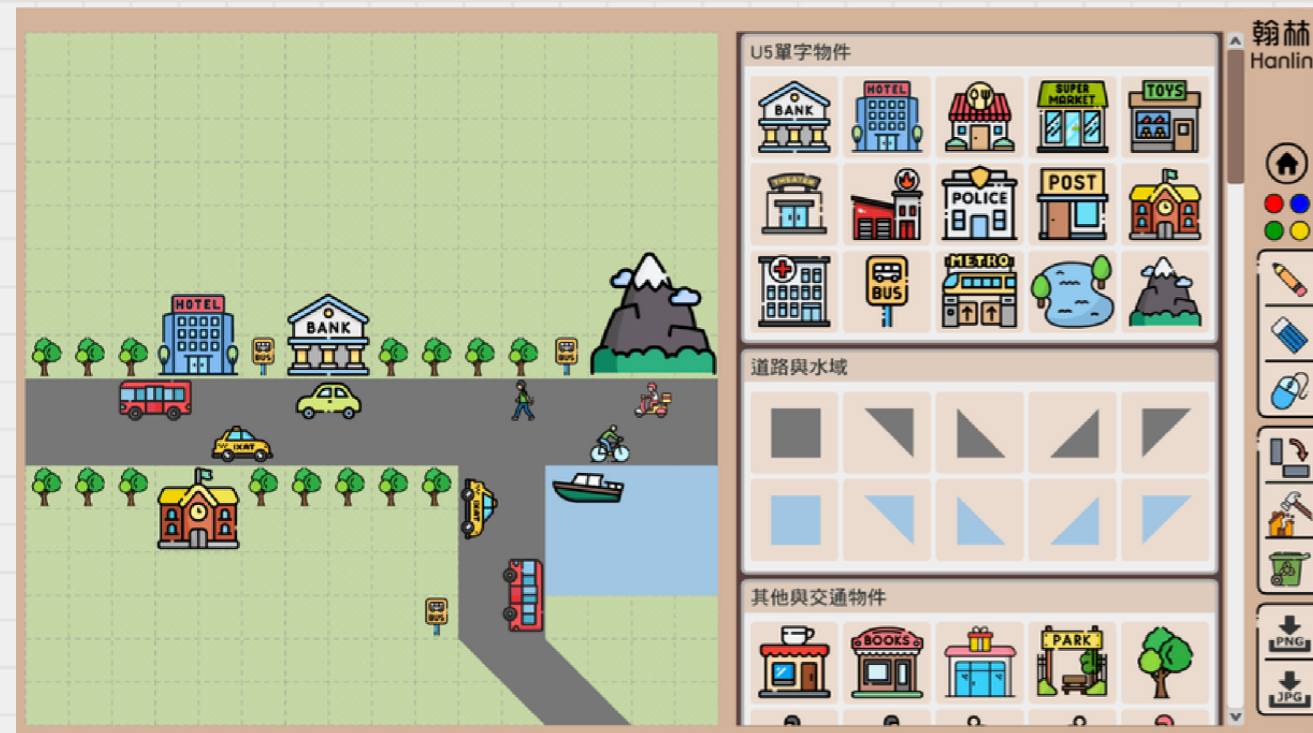 翰林
Hanlin
U5單字物件
BANK
HOTEL
SUPER
MARKET
TOYS
THEATER
POLICE
POST
BUS
METRO
HOTEL
BANK
BUS
BUS
TAXI
TAXI
BUS
道路與水域
其他與交通物件
BOOKS
PARK
PNG
JPG